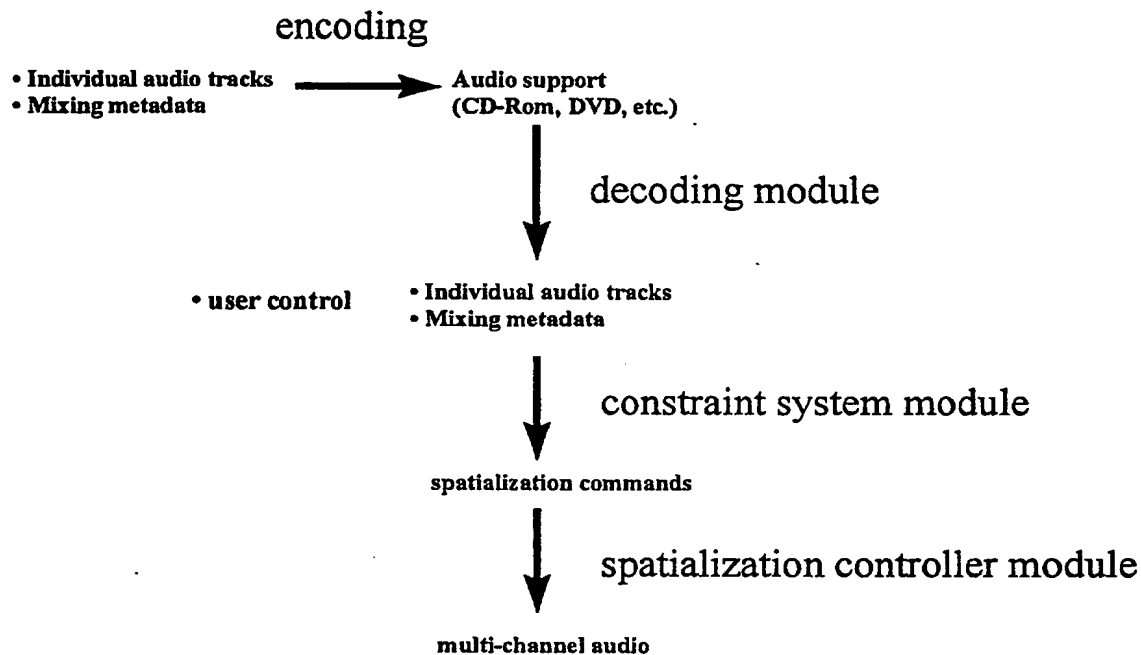 encoding
• Individual audio tracks
• Mixing metadata
Audio support
(CD-Rom, DVD, etc.)
decoding module
• user control
• Individual audio tracks
• Mixing metadata
constraint system module
spatialization commands
spatialization controller module
multi-channel audio